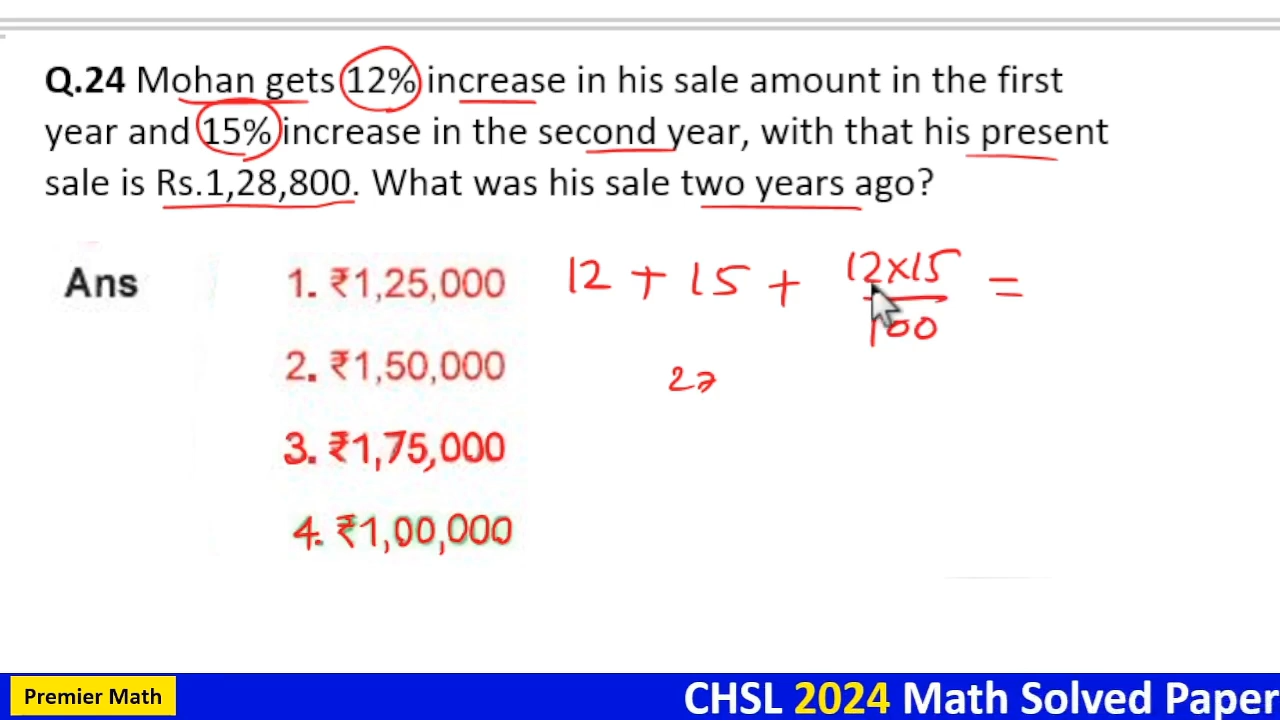 Q.24 Mohan gets 12% increase in his sale amount in the first
year and 15% increase in the second year, with that his present
sale is Rs.1,28,800. What was his sale two years ago?
Ans
1. ₹1,25,000
2. ₹1,50,000
3. ₹1,75,000
4. ₹1,00,000
12 + 15 + 12×15/100 =
27
Premier Math
CHSL 2024 Math Solved Paper